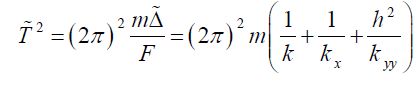 T̃² = (2π)² mΔ̃/F = (2π)² m(1/k + 1/kₓ + h²/k_yy)